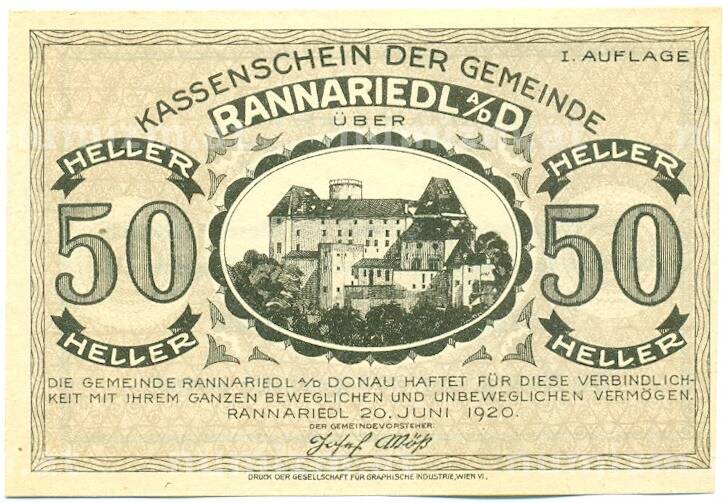 I. AUFLAGE
KASSENSCHEIN DER GEMEINDE
RANNARIEDL A/D D
ÜBER
HELLER
50
HELLER
HELLER
50
HELLER
DIE GEMEINDE RANNARIEDL A/D DONAU HAFTET FÜR DIESE VERBINDLICH-
KEIT MIT IHREM GANZEN BEWEGLICHEN UND UNBEWEGLICHEN VERMÖGEN.
RANNARIEDL 20. JUNI 1920.
DER GEMEINDEVORSTEHER:
Josef Möß
DRUCK DER GESELLSCHAFT FÜR GRAPHISCHE INDUSTRIE, WIEN VI.